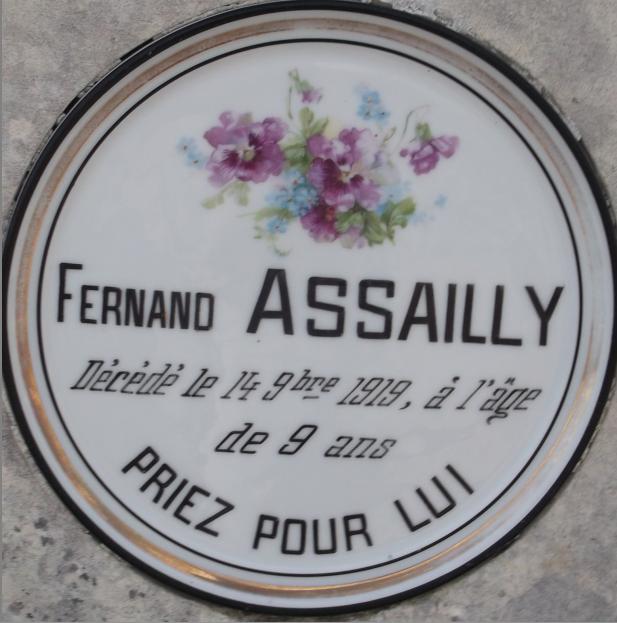 FERNAND ASSAILLY
Décédé le 14 9bre 1919, à l'âge
de 9 ans
PRIEZ POUR LUI